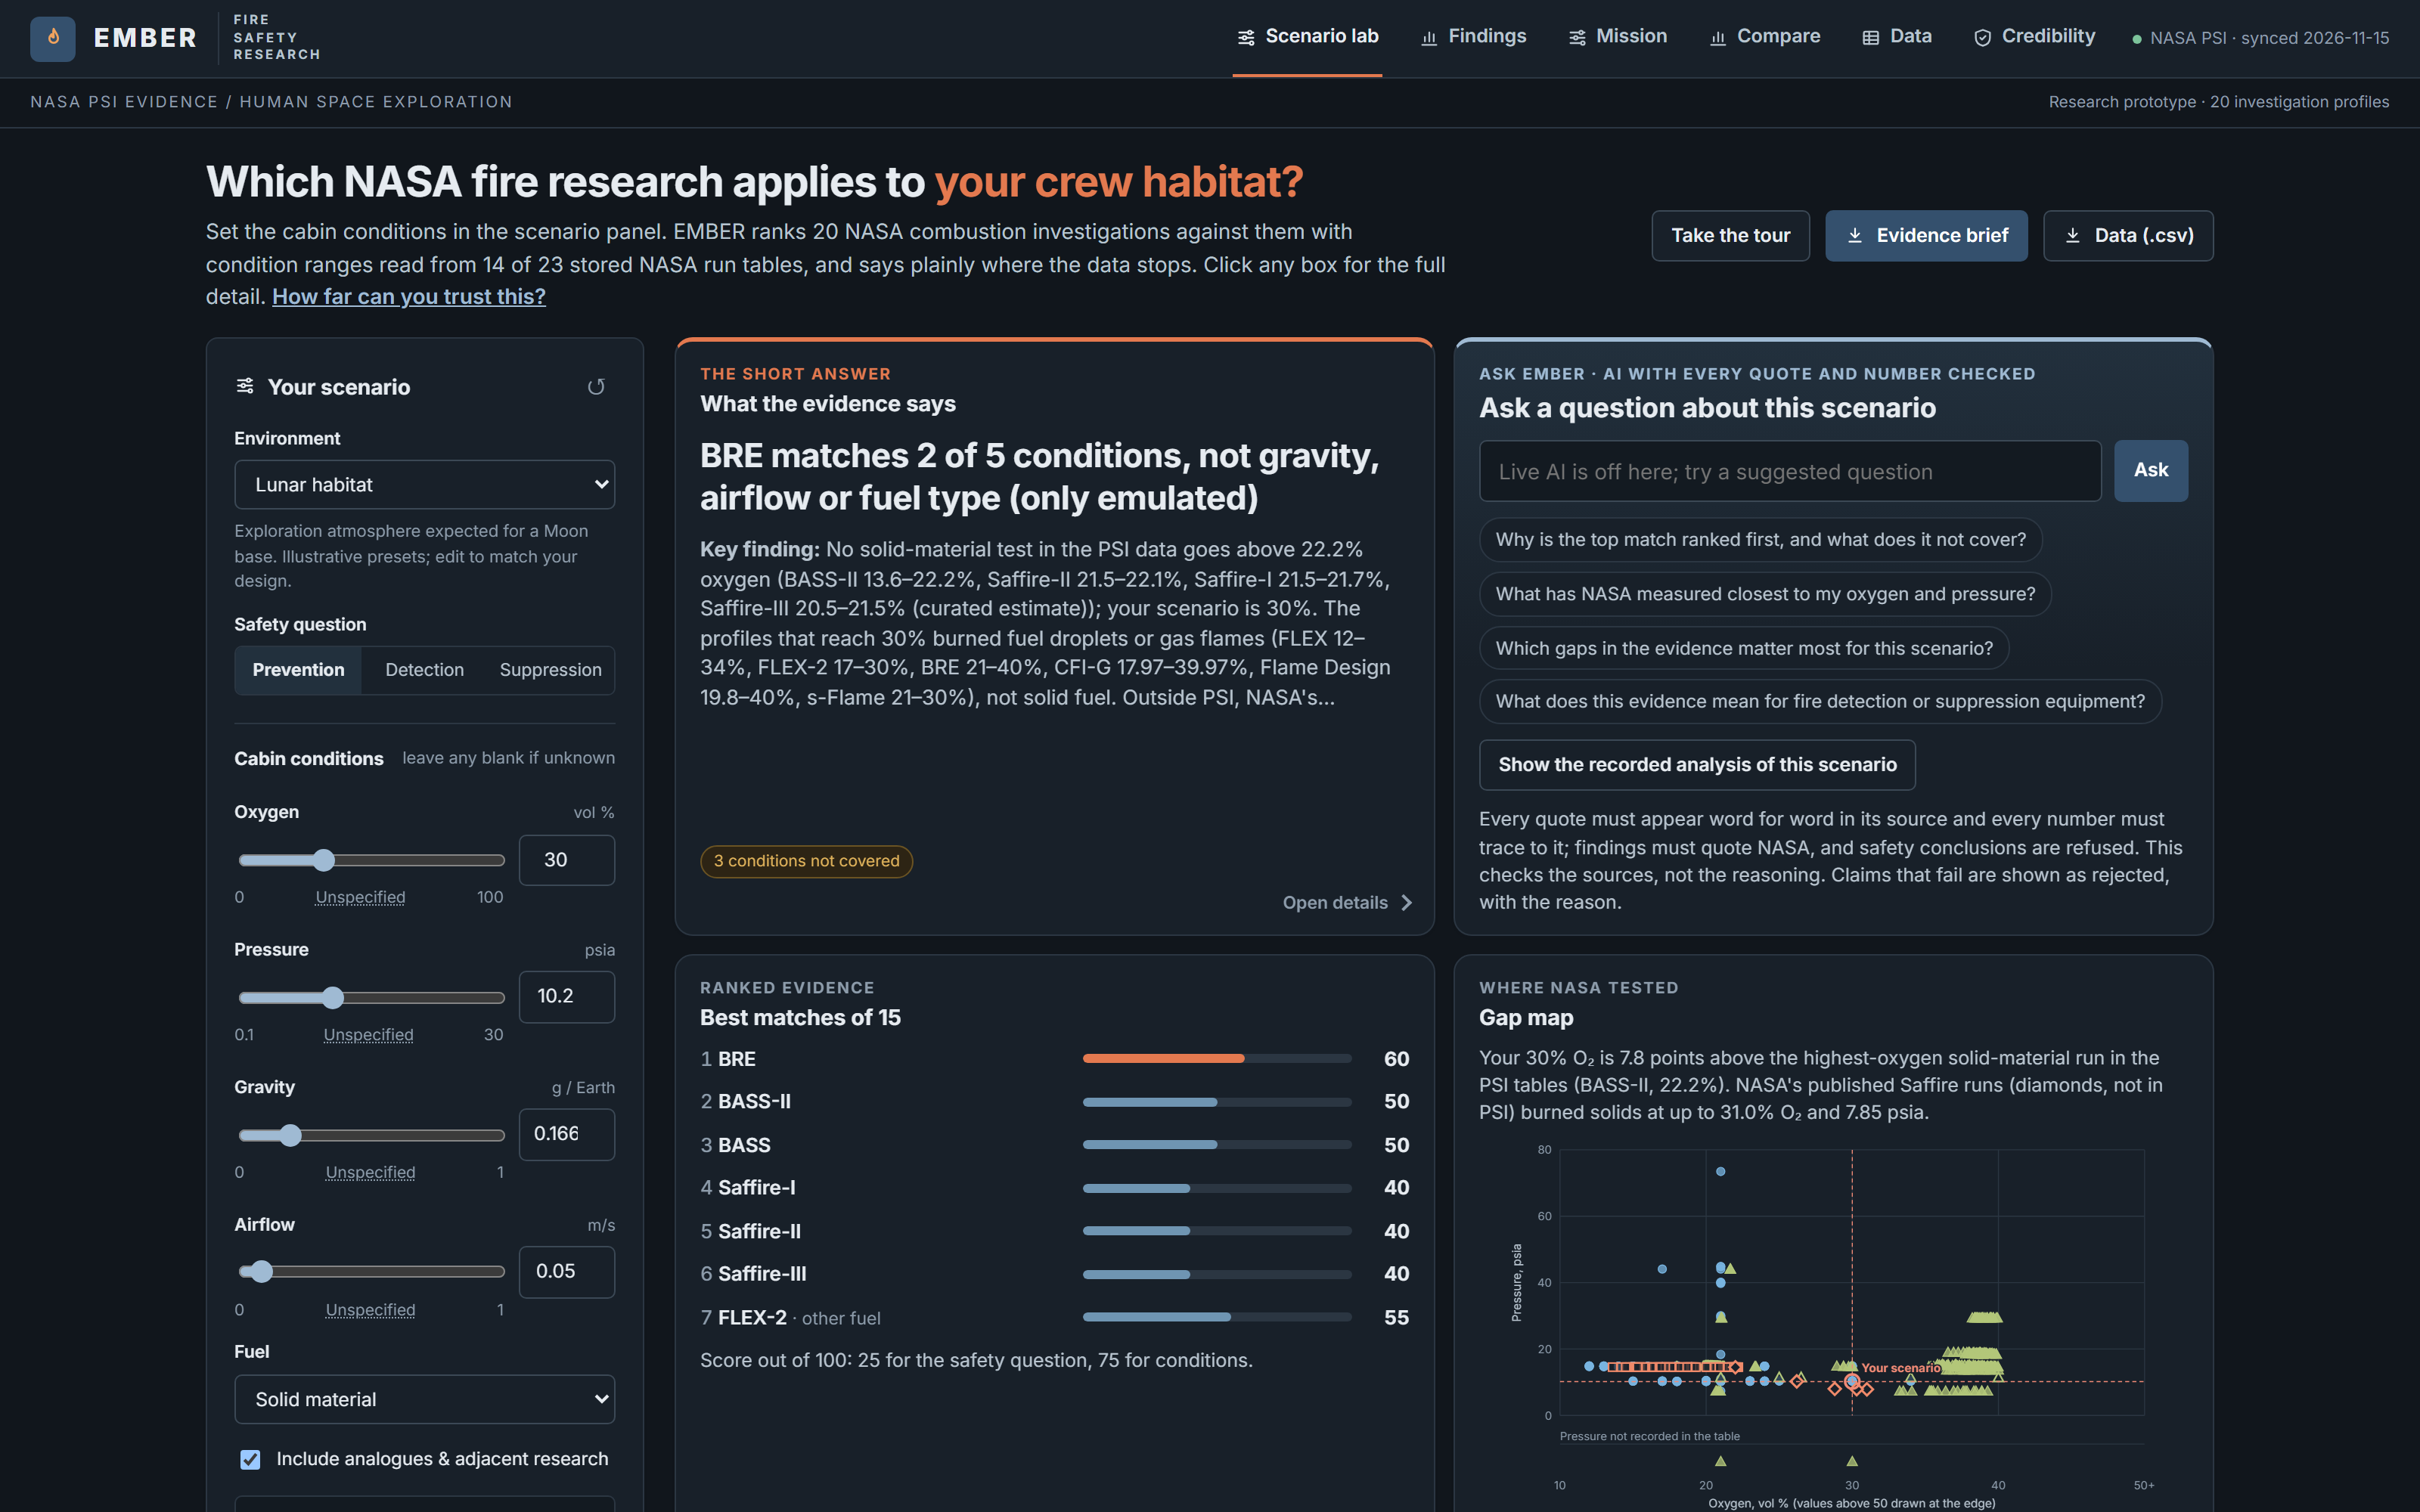 EMBER
FIRE
SAFETY
RESEARCH
Scenario lab
Findings
Mission
Compare
Data
Credibility
NASA PSI · synced 2026-11-15
NASA PSI EVIDENCE / HUMAN SPACE EXPLORATION
Research prototype · 20 investigation profiles
Which NASA fire research applies to your crew habitat?
Set the cabin conditions in the scenario panel. EMBER ranks 20 NASA combustion investigations against them with
condition ranges read from 14 of 23 stored NASA run tables, and says plainly where the data stops. Click any box for the full
detail. How far can you trust this?
Take the tour
Evidence brief
Data (.csv)
Your scenario
Environment
Lunar habitat
Exploration atmosphere expected for a Moon
base. Illustrative presets; edit to match your
design.
Safety question
Prevention
Detection
Suppression
Cabin conditions leave any blank if unknown
Oxygen vol %
30
0 Unspecified 100
Pressure psia
10.2
0.1 Unspecified 30
Gravity g / Earth
0.166
0 Unspecified 1
Airflow m/s
0.05
0 Unspecified 1
Fuel
Solid material
Include analogues & adjacent research
THE SHORT ANSWER
What the evidence says
BRE matches 2 of 5 conditions, not gravity,
airflow or fuel type (only emulated)
Key finding: No solid-material test in the PSI data goes above 22.2%
oxygen (BASS-II 13.6–22.2%, Saffire-II 21.5–22.1%, Saffire-I 21.5–21.7%,
Saffire-III 20.5–21.5% (curated estimate)); your scenario is 30%. The
profiles that reach 30% burned fuel droplets or gas flames (FLEX 12–
34%, FLEX-2 17–30%, BRE 21–40%, CFI-G 17.97–39.97%, Flame Design
19.8–40%, s-Flame 21–30%), not solid fuel. Outside PSI, NASA's...
3 conditions not covered
Open details
ASK EMBER · AI WITH EVERY QUOTE AND NUMBER CHECKED
Ask a question about this scenario
Live AI is off here; try a suggested question
Ask
Why is the top match ranked first, and what does it not cover?
What has NASA measured closest to my oxygen and pressure?
Which gaps in the evidence matter most for this scenario?
What does this evidence mean for fire detection or suppression equipment?
Show the recorded analysis of this scenario
Every quote must appear word for word in its source and every number must
trace to it; findings must quote NASA, and safety conclusions are refused. This
checks the sources, not the reasoning. Claims that fail are shown as rejected,
with the reason.
RANKED EVIDENCE
Best matches of 15
1 BRE 60
2 BASS-II 50
3 BASS 50
4 Saffire-I 40
5 Saffire-II 40
6 Saffire-III 40
7 FLEX-2 · other fuel 55
Score out of 100: 25 for the safety question, 75 for conditions.
WHERE NASA TESTED
Gap map
Your 30% O₂ is 7.8 points above the highest-oxygen solid-material run in the
PSI tables (BASS-II, 22.2%). NASA's published Saffire runs (diamonds, not in
PSI) burned solids at up to 31.0% O₂ and 7.85 psia.
80
60
40
20
0
Pressure, psia
Your scenario
Pressure not recorded in the table
10 20 30 40 50+
Oxygen, vol % (values above 50 drawn at the edge)